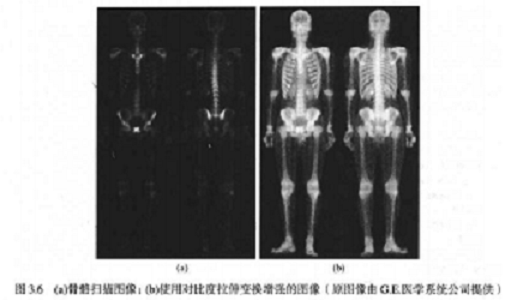 (a) (b)
图 3.6 (a)骨骼扫描图像；(b)使用对比度拉伸变换增强的图像（原图像由 G.E.医学系统公司提供）